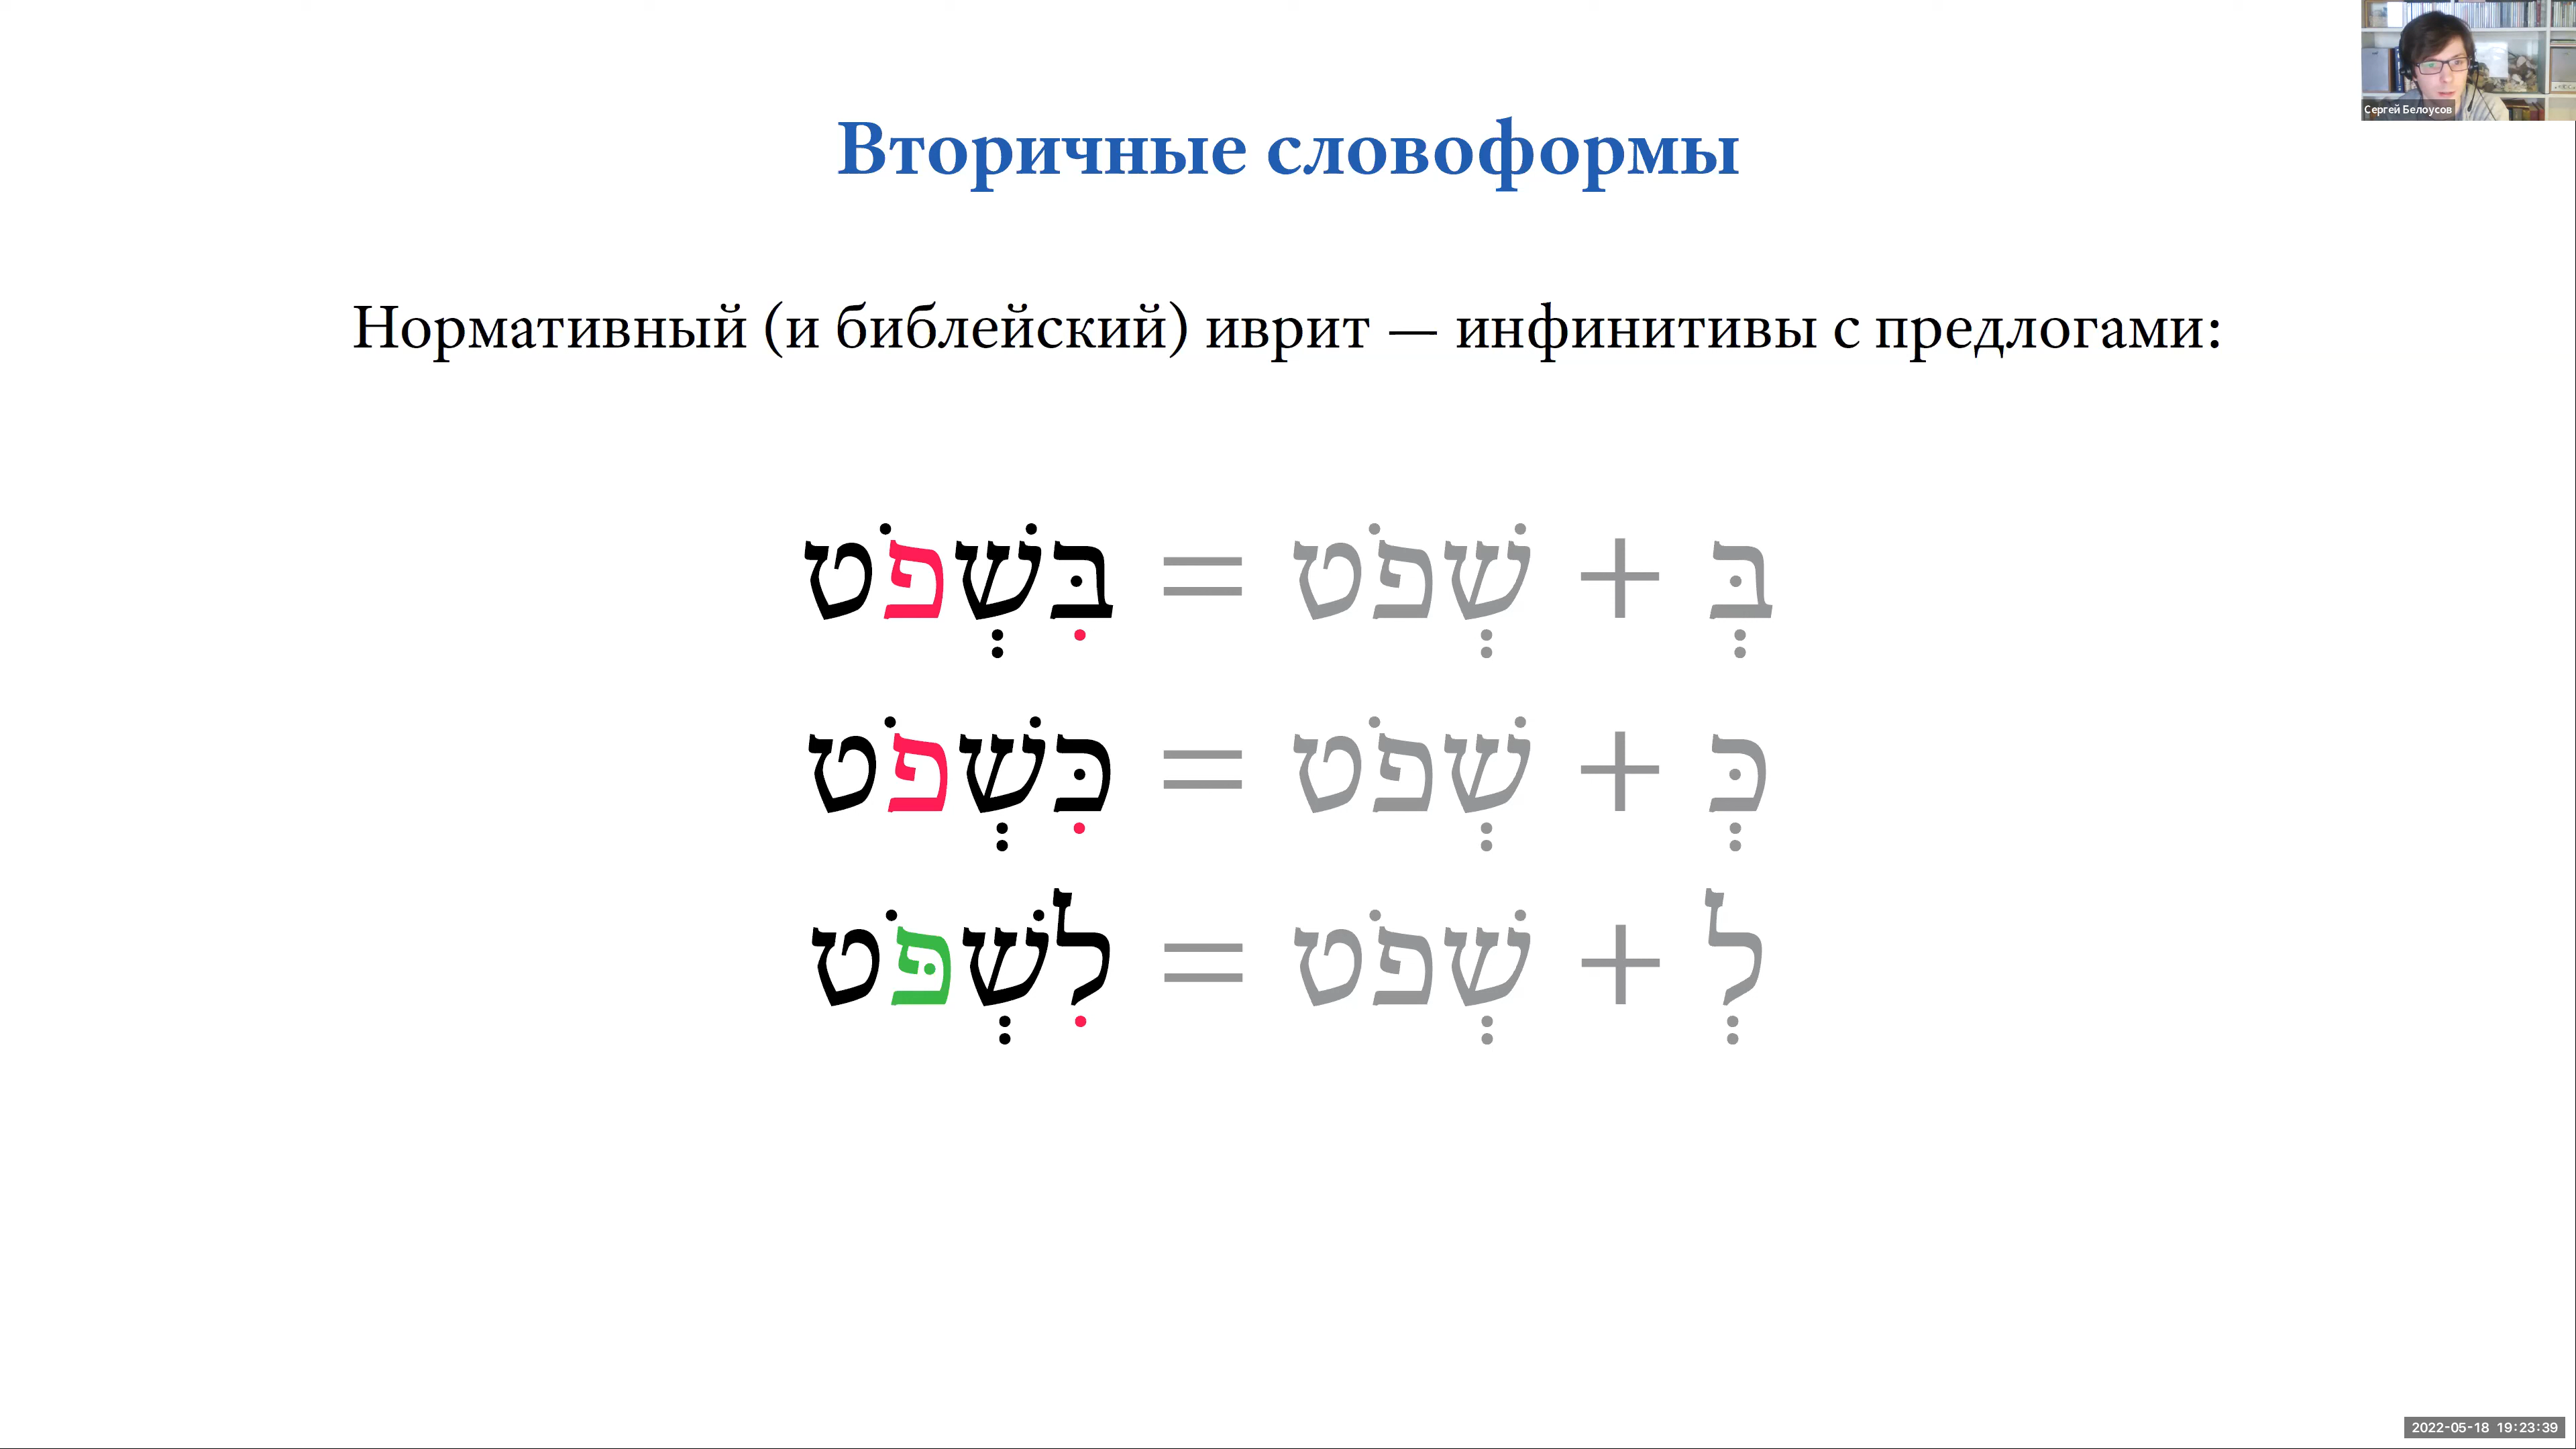 Сергей Белоусов
Вторичные словоформы
Нормативный (и библейский) иврит — инфинитивы с предлогами:
בְּ + שְׁפֹט = בִּשְׁפֹט
כְּ + שְׁפֹט = כִּשְׁפֹט
לְ + שְׁפֹט = לִשְׁפֹּט
2022-05-18 19:23:39